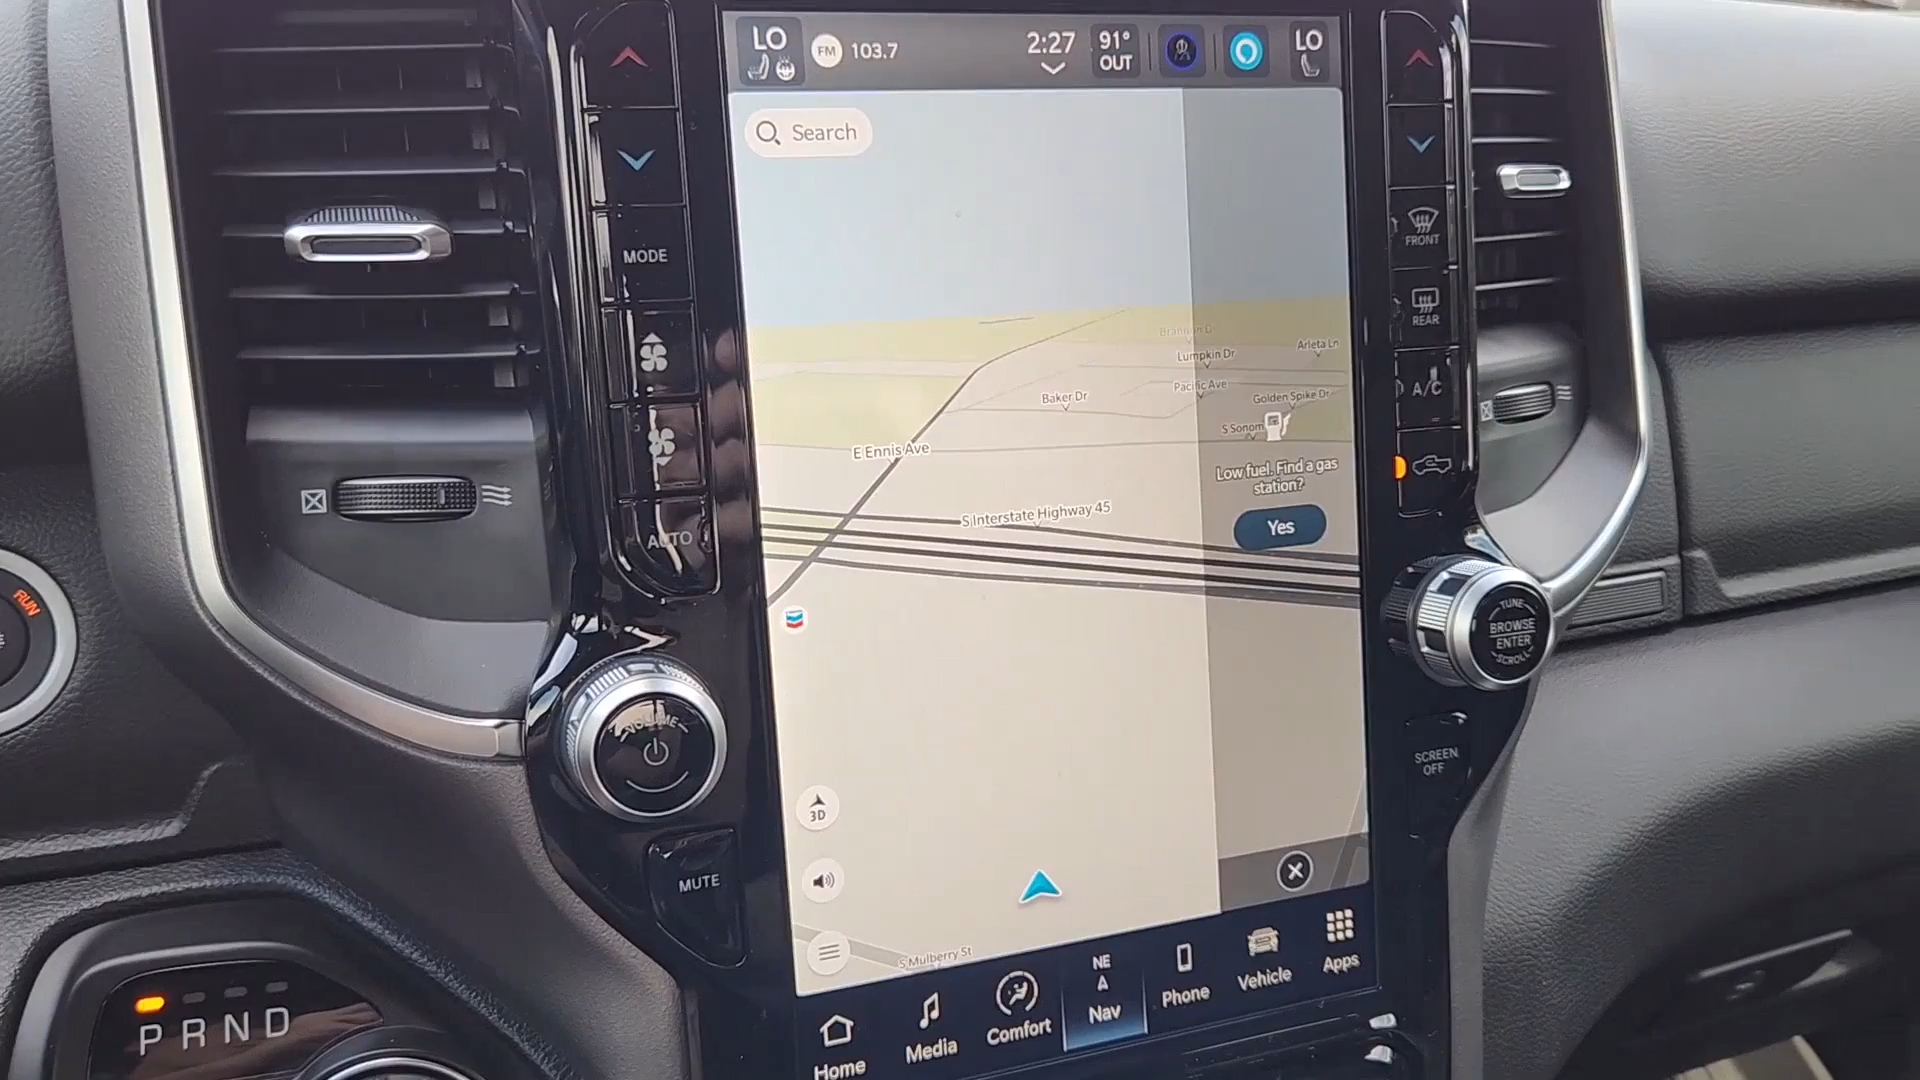 LO
FM 103.7
2:27
91°
OUT
LO
Search
MODE
AUTO
FRONT
REAR
A/C
Brannon D
Lumpkin Dr
Arleta Ln
Pacific Ave
Baker Dr
Golden Spike Dr
S Sonom
E Ennis Ave
Low fuel. Find a gas
station?
Yes
S Interstate Highway 45
RUN
VOLUME
TUNE
BROWSE
ENTER
SCROLL
SCREEN
OFF
3D
MUTE
S Mulberry St
P R N D
Home
Media
Comfort
NE
Nav
Phone
Vehicle
Apps